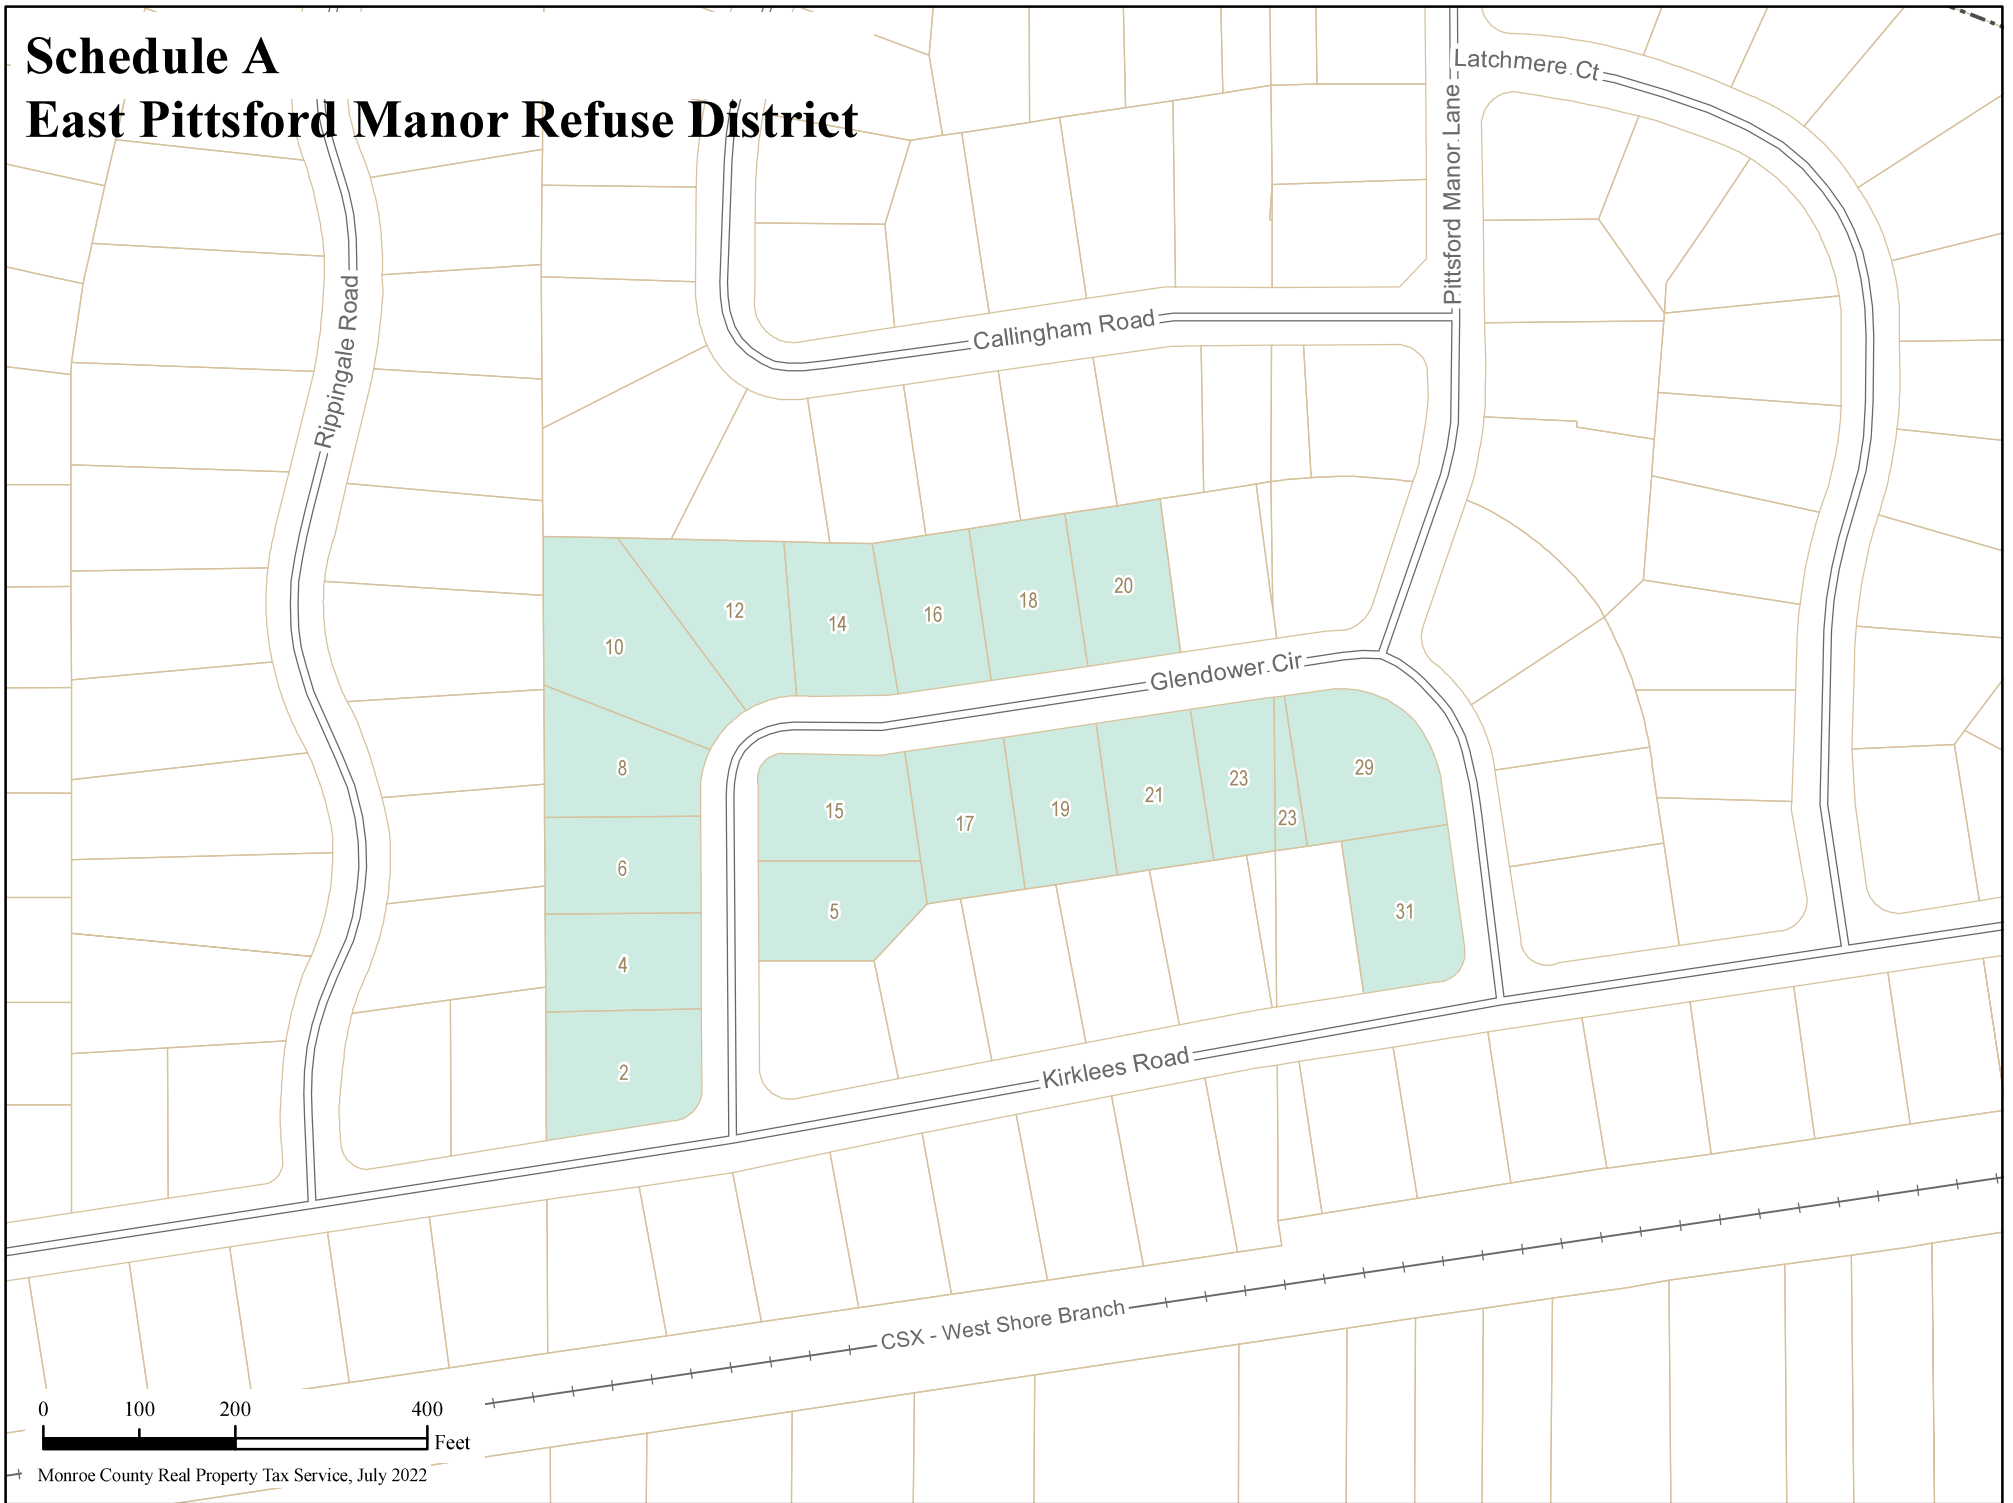 Schedule A
East Pittsford Manor Refuse District
Latchmere Ct
Pittsford Manor Lane
Rippingale Road
Callingham Road
20
18
12
16
14
10
Glendower Cir
8
29
23
21
19
15
23
17
6
5
31
4
2
Kirklees Road
CSX - West Shore Branch
0 100 200 400
Feet
Monroe County Real Property Tax Service, July 2022